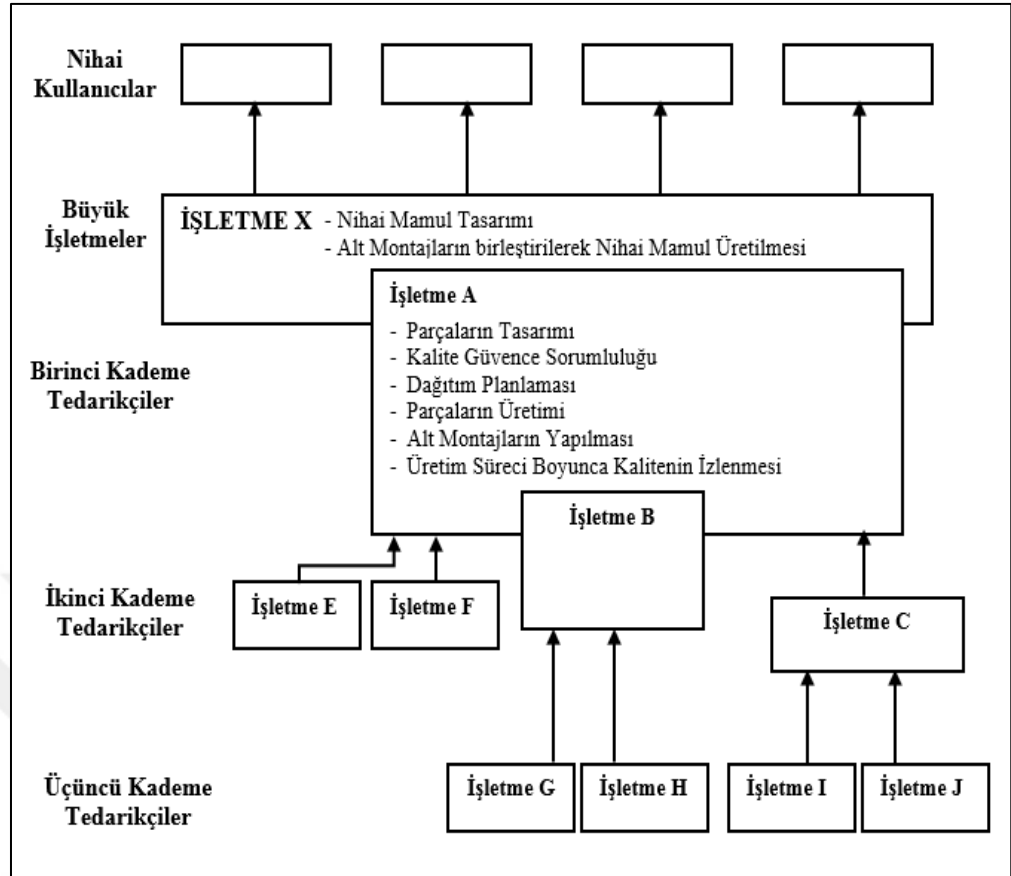 Nihai
Kullanıcılar
Büyük
İşletmeler
İŞLETME X - Nihai Mamul Tasarımı
- Alt Montajların birleştirilerek Nihai Mamul Üretilmesi
Birinci Kademe
Tedarikçiler
İşletme A
- Parçaların Tasarımı
- Kalite Güvence Sorumluluğu
- Dağıtım Planlaması
- Parçaların Üretimi
- Alt Montajların Yapılması
- Üretim Süreci Boyunca Kalitenin İzlenmesi
İşletme B
İkinci Kademe
Tedarikçiler
İşletme E
İşletme F
İşletme C
Üçüncü Kademe
Tedarikçiler
İşletme G
İşletme H
İşletme I
İşletme J